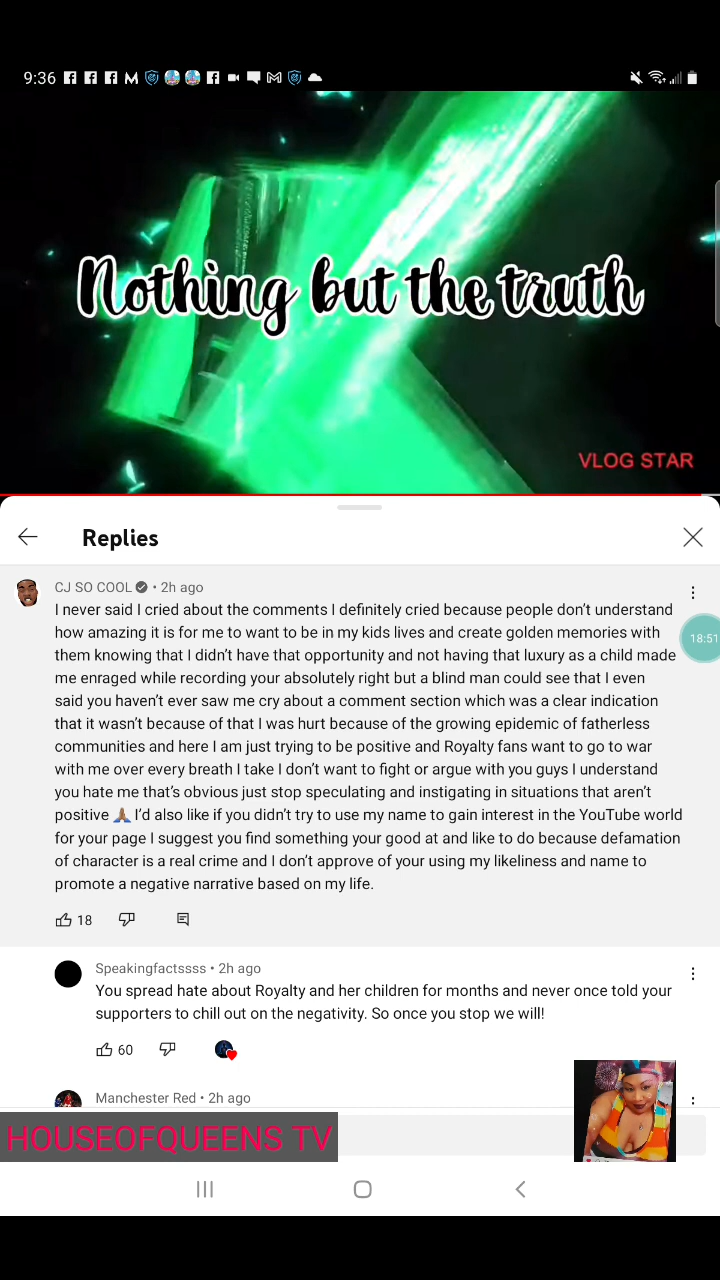 9:36
Nothing but the truth
VLOG STAR
Replies
CJ SO COOL • 2h ago
I never said I cried about the comments I definitely cried because people don’t understand
how amazing it is for me to want to be in my kids lives and create golden memories with
them knowing that I didn’t have that opportunity and not having that luxury as a child made
me enraged while recording your absolutely right but a blind man could see that I even
said you haven’t ever saw me cry about a comment section which was a clear indication
that it wasn’t because of that I was hurt because of the growing epidemic of fatherless
communities and here I am just trying to be positive and Royalty fans want to go to war
with me over every breath I take I don’t want to fight or argue with you guys I understand
you hate me that’s obvious just stop speculating and instigating in situations that aren’t
positive 🙏🏽 I’d also like if you didn’t try to use my name to gain interest in the YouTube world
for your page I suggest you find something your good at and like to do because defamation
of character is a real crime and I don’t approve of your using my likeliness and name to
promote a negative narrative based on my life.
18:51
18
Speakingfactssss • 2h ago
You spread hate about Royalty and her children for months and never once told your
supporters to chill out on the negativity. So once you stop we will!
60
Manchester Red • 2h ago
HOUSEOFQUEENS TV